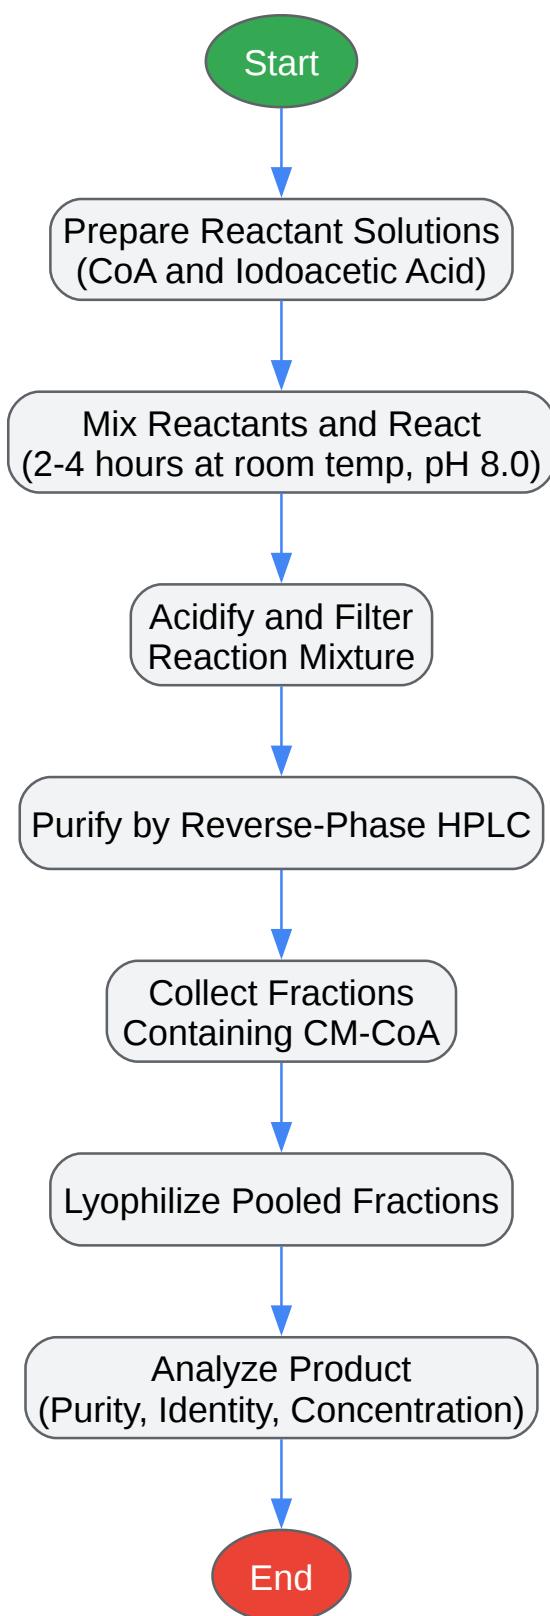 Start
Prepare Reactant Solutions
(CoA and Iodoacetic Acid)
Mix Reactants and React
(2-4 hours at room temp, pH 8.0)
Acidify and Filter
Reaction Mixture
Purify by Reverse-Phase HPLC
Collect Fractions
Containing CM-CoA
Lyophilize Pooled Fractions
Analyze Product
(Purity, Identity, Concentration)
End